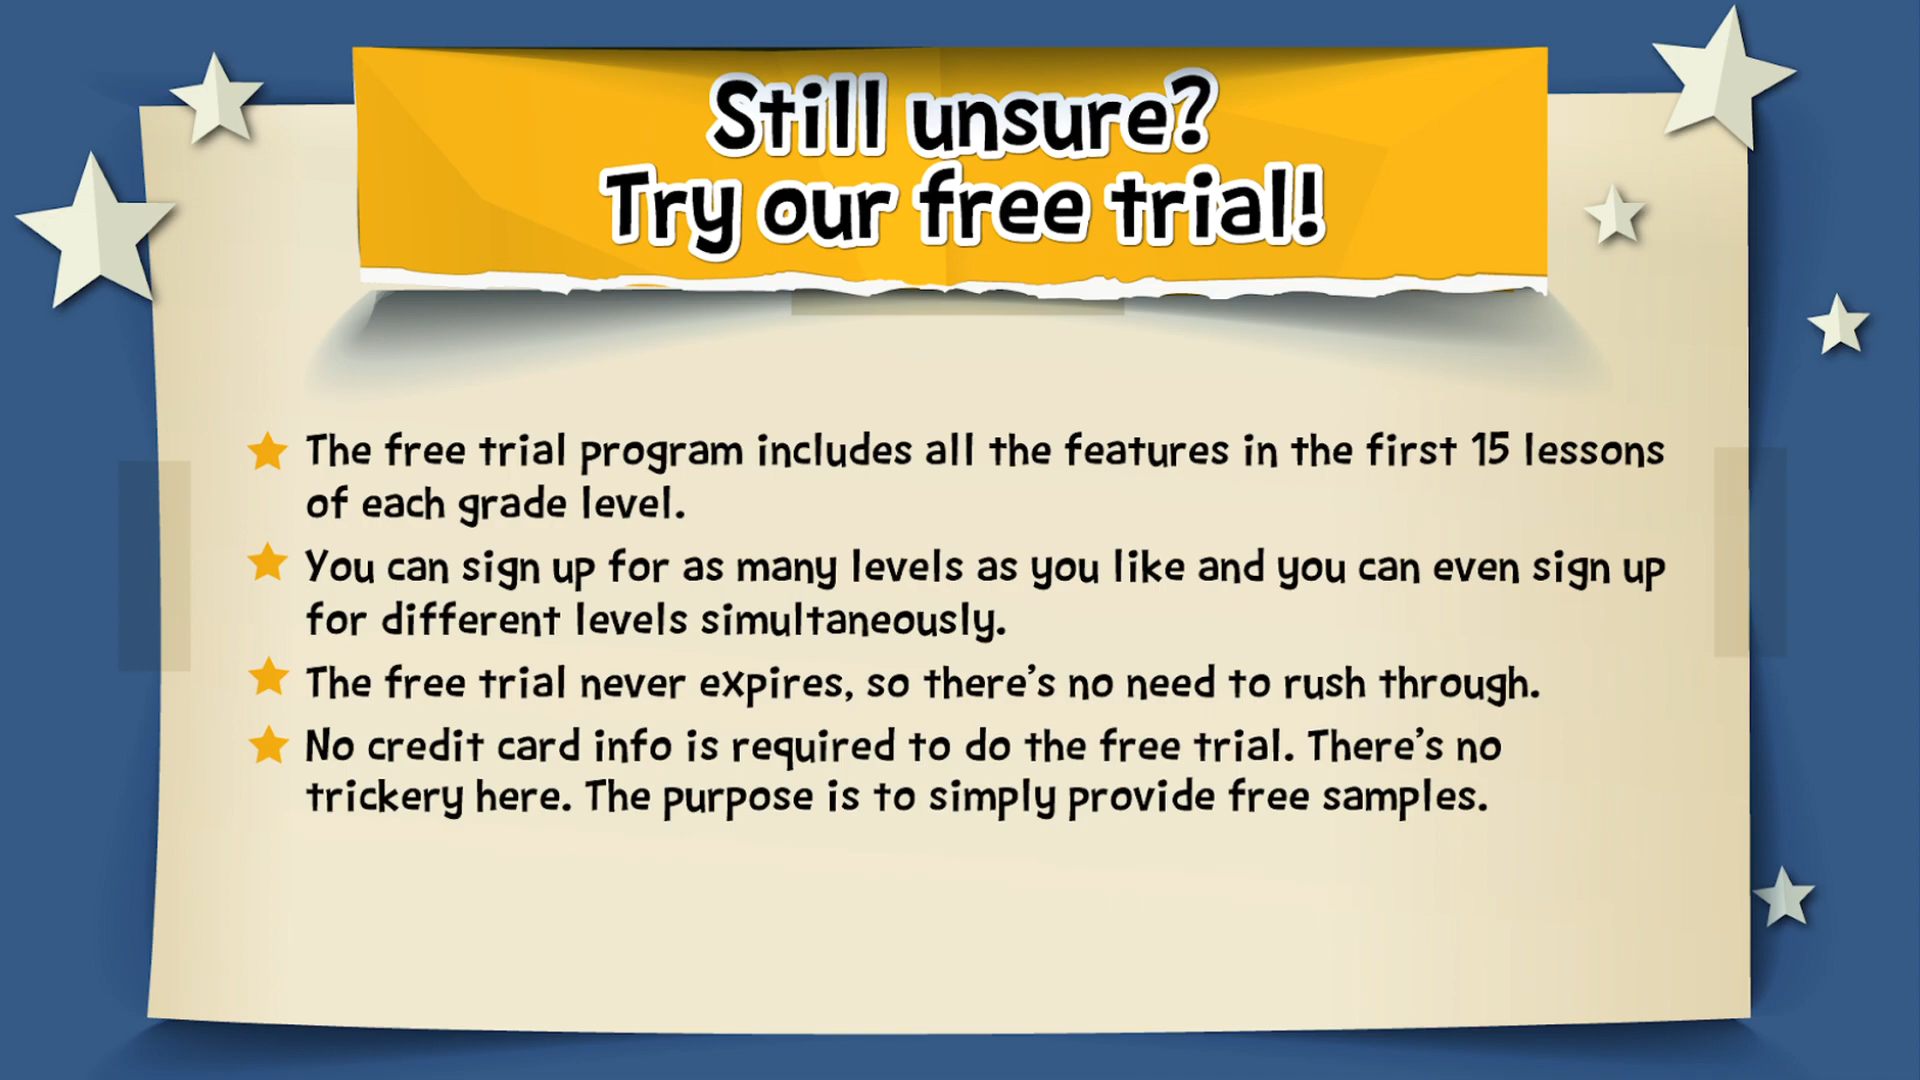 Still unsure?
Try our free trial!
The free trial program includes all the features in the first 15 lessons
of each grade level.
You can sign up for as many levels as you like and you can even sign up
for different levels simultaneously.
The free trial never expires, so there's no need to rush through.
No credit card info is required to do the free trial. There's no
trickery here. The purpose is to simply provide free samples.